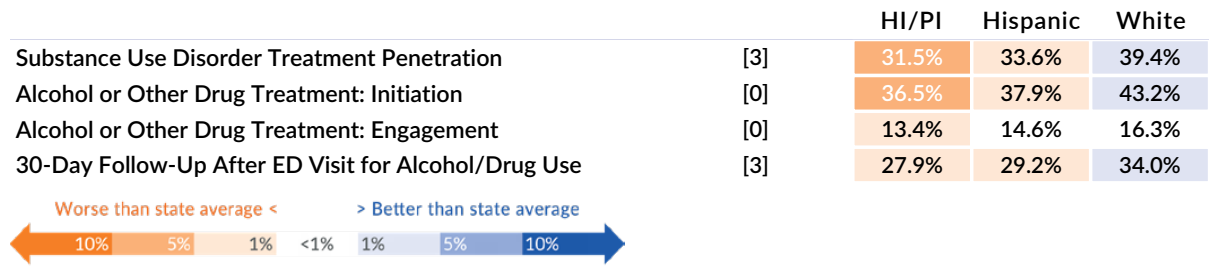 HI/PI Hispanic White
Substance Use Disorder Treatment Penetration [3] 31.5% 33.6% 39.4%
Alcohol or Other Drug Treatment: Initiation [0] 36.5% 37.9% 43.2%
Alcohol or Other Drug Treatment: Engagement [0] 13.4% 14.6% 16.3%
30-Day Follow-Up After ED Visit for Alcohol/Drug Use [3] 27.9% 29.2% 34.0%
Worse than state average < > Better than state average
10% 5% 1% <1% 1% 5% 10%